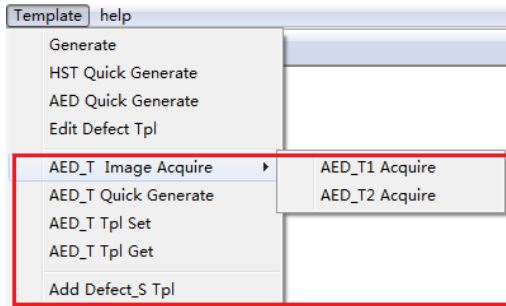 Template help
Generate
HST Quick Generate
AED Quick Generate
Edit Defect Tpl
AED_T Image Acquire AED_T1 Acquire
AED_T Quick Generate AED_T2 Acquire
AED_T Tpl Set
AED_T Tpl Get
Add Defect_S Tpl